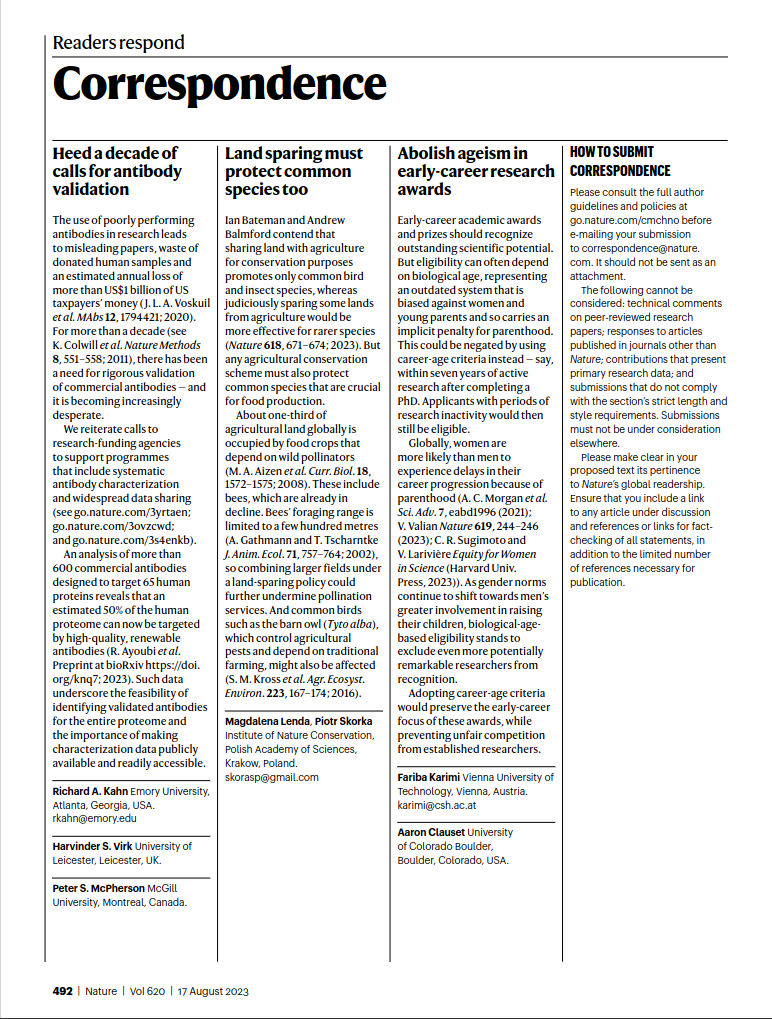 Readers respond
Correspondence
Heed a decade of
calls for antibody
validation
The use of poorly performing
antibodies in research leads
to misleading papers, waste of
donated human samples and
an estimated annual loss of
more than US$1 billion of US
taxpayers’ money (J. L. A. Voskuil
et al. MAbs 12, 1794421; 2020).
For more than a decade (see
K. Colwill et al. Nature Methods
8, 551–558; 2011), there has been
a need for rigorous validation
of commercial antibodies — and
it is becoming increasingly
desperate.
We reiterate calls to
research-funding agencies
to support programmes
that include systematic
antibody characterization
and widespread data sharing
(see go.nature.com/3yrtaen;
go.nature.com/3ovzcwd;
and go.nature.com/3s4enkb).
An analysis of more than
600 commercial antibodies
designed to target 65 human
proteins reveals that an
estimated 50% of the human
proteome can now be targeted
by high-quality, renewable
antibodies (R. Ayoubi et al.
Preprint at bioRxiv https://doi.
org/knq7; 2023). Such data
underscore the feasibility of
identifying validated antibodies
for the entire proteome and
the importance of making
characterization data publicly
available and readily accessible.
Richard A. Kahn Emory University,
Atlanta, Georgia, USA.
rkahn@emory.edu
Harvinder S. Virk University of
Leicester, Leicester, UK.
Peter S. McPherson McGill
University, Montreal, Canada.
Land sparing must
protect common
species too
Ian Bateman and Andrew
Balmford contend that
sharing land with agriculture
for conservation purposes
promotes only common bird
and insect species, whereas
judiciously sparing some lands
from agriculture would be
more effective for rarer species
(Nature 618, 671–674; 2023). But
any agricultural conservation
scheme must also protect
common species that are crucial
for food production.
About one-third of
agricultural land globally is
occupied by food crops that
depend on wild pollinators
(M. A. Aizen et al. Curr. Biol. 18,
1572–1575; 2008). These include
bees, which are already in
decline. Bees’ foraging range is
limited to a few hundred metres
(A. Gathmann and T. Tscharntke
J. Anim. Ecol. 71, 757–764; 2002),
so combining larger fields under
a land-sparing policy could
further undermine pollination
services. And common birds
such as the barn owl (Tyto alba),
which control agricultural
pests and depend on traditional
farming, might also be affected
(S. M. Kross et al. Agr. Ecosyst.
Environ. 223, 167–174; 2016).
Magdalena Lenda, Piotr Skorka
Institute of Nature Conservation,
Polish Academy of Sciences,
Krakow, Poland.
skorasp@gmail.com
Abolish ageism in
early-career research
awards
Early-career academic awards
and prizes should recognize
outstanding scientific potential.
But eligibility can often depend
on biological age, representing
an outdated system that is
biased against women and
young parents and so carries an
implicit penalty for parenthood.
This could be negated by using
career-age criteria instead — say,
within seven years of active
research after completing a
PhD. Applicants with periods of
research inactivity would then
still be eligible.
Globally, women are
more likely than men to
experience delays in their
career progression because of
parenthood (A. C. Morgan et al.
Sci. Adv. 7, eabd1996 (2021);
V. Valian Nature 619, 244–246
(2023); C. R. Sugimoto and
V. Larivière Equity for Women
in Science (Harvard Univ.
Press, 2023)). As gender norms
continue to shift towards men’s
greater involvement in raising
their children, biological-age-
based eligibility stands to
exclude even more potentially
remarkable researchers from
recognition.
Adopting career-age criteria
would preserve the early-career
focus of these awards, while
preventing unfair competition
from established researchers.
Fariba Karimi Vienna University of
Technology, Vienna, Austria.
karimi@csh.ac.at
Aaron Clauset University
of Colorado Boulder,
Boulder, Colorado, USA.
HOW TO SUBMIT
CORRESPONDENCE
Please consult the full author
guidelines and policies at
go.nature.com/cmchno before
e-mailing your submission
to correspondence@nature.
com. It should not be sent as an
attachment.
The following cannot be
considered: technical comments
on peer-reviewed research
papers; responses to articles
published in journals other than
Nature; contributions that present
primary research data; and
submissions that do not comply
with the section’s strict length and
style requirements. Submissions
must not be under consideration
elsewhere.
Please make clear in your
proposed text its pertinence
to Nature’s global readership.
Ensure that you include a link
to any article under discussion
and references or links for fact-
checking of all statements, in
addition to the limited number
of references necessary for
publication.
492 | Nature | Vol 620 | 17 August 2023